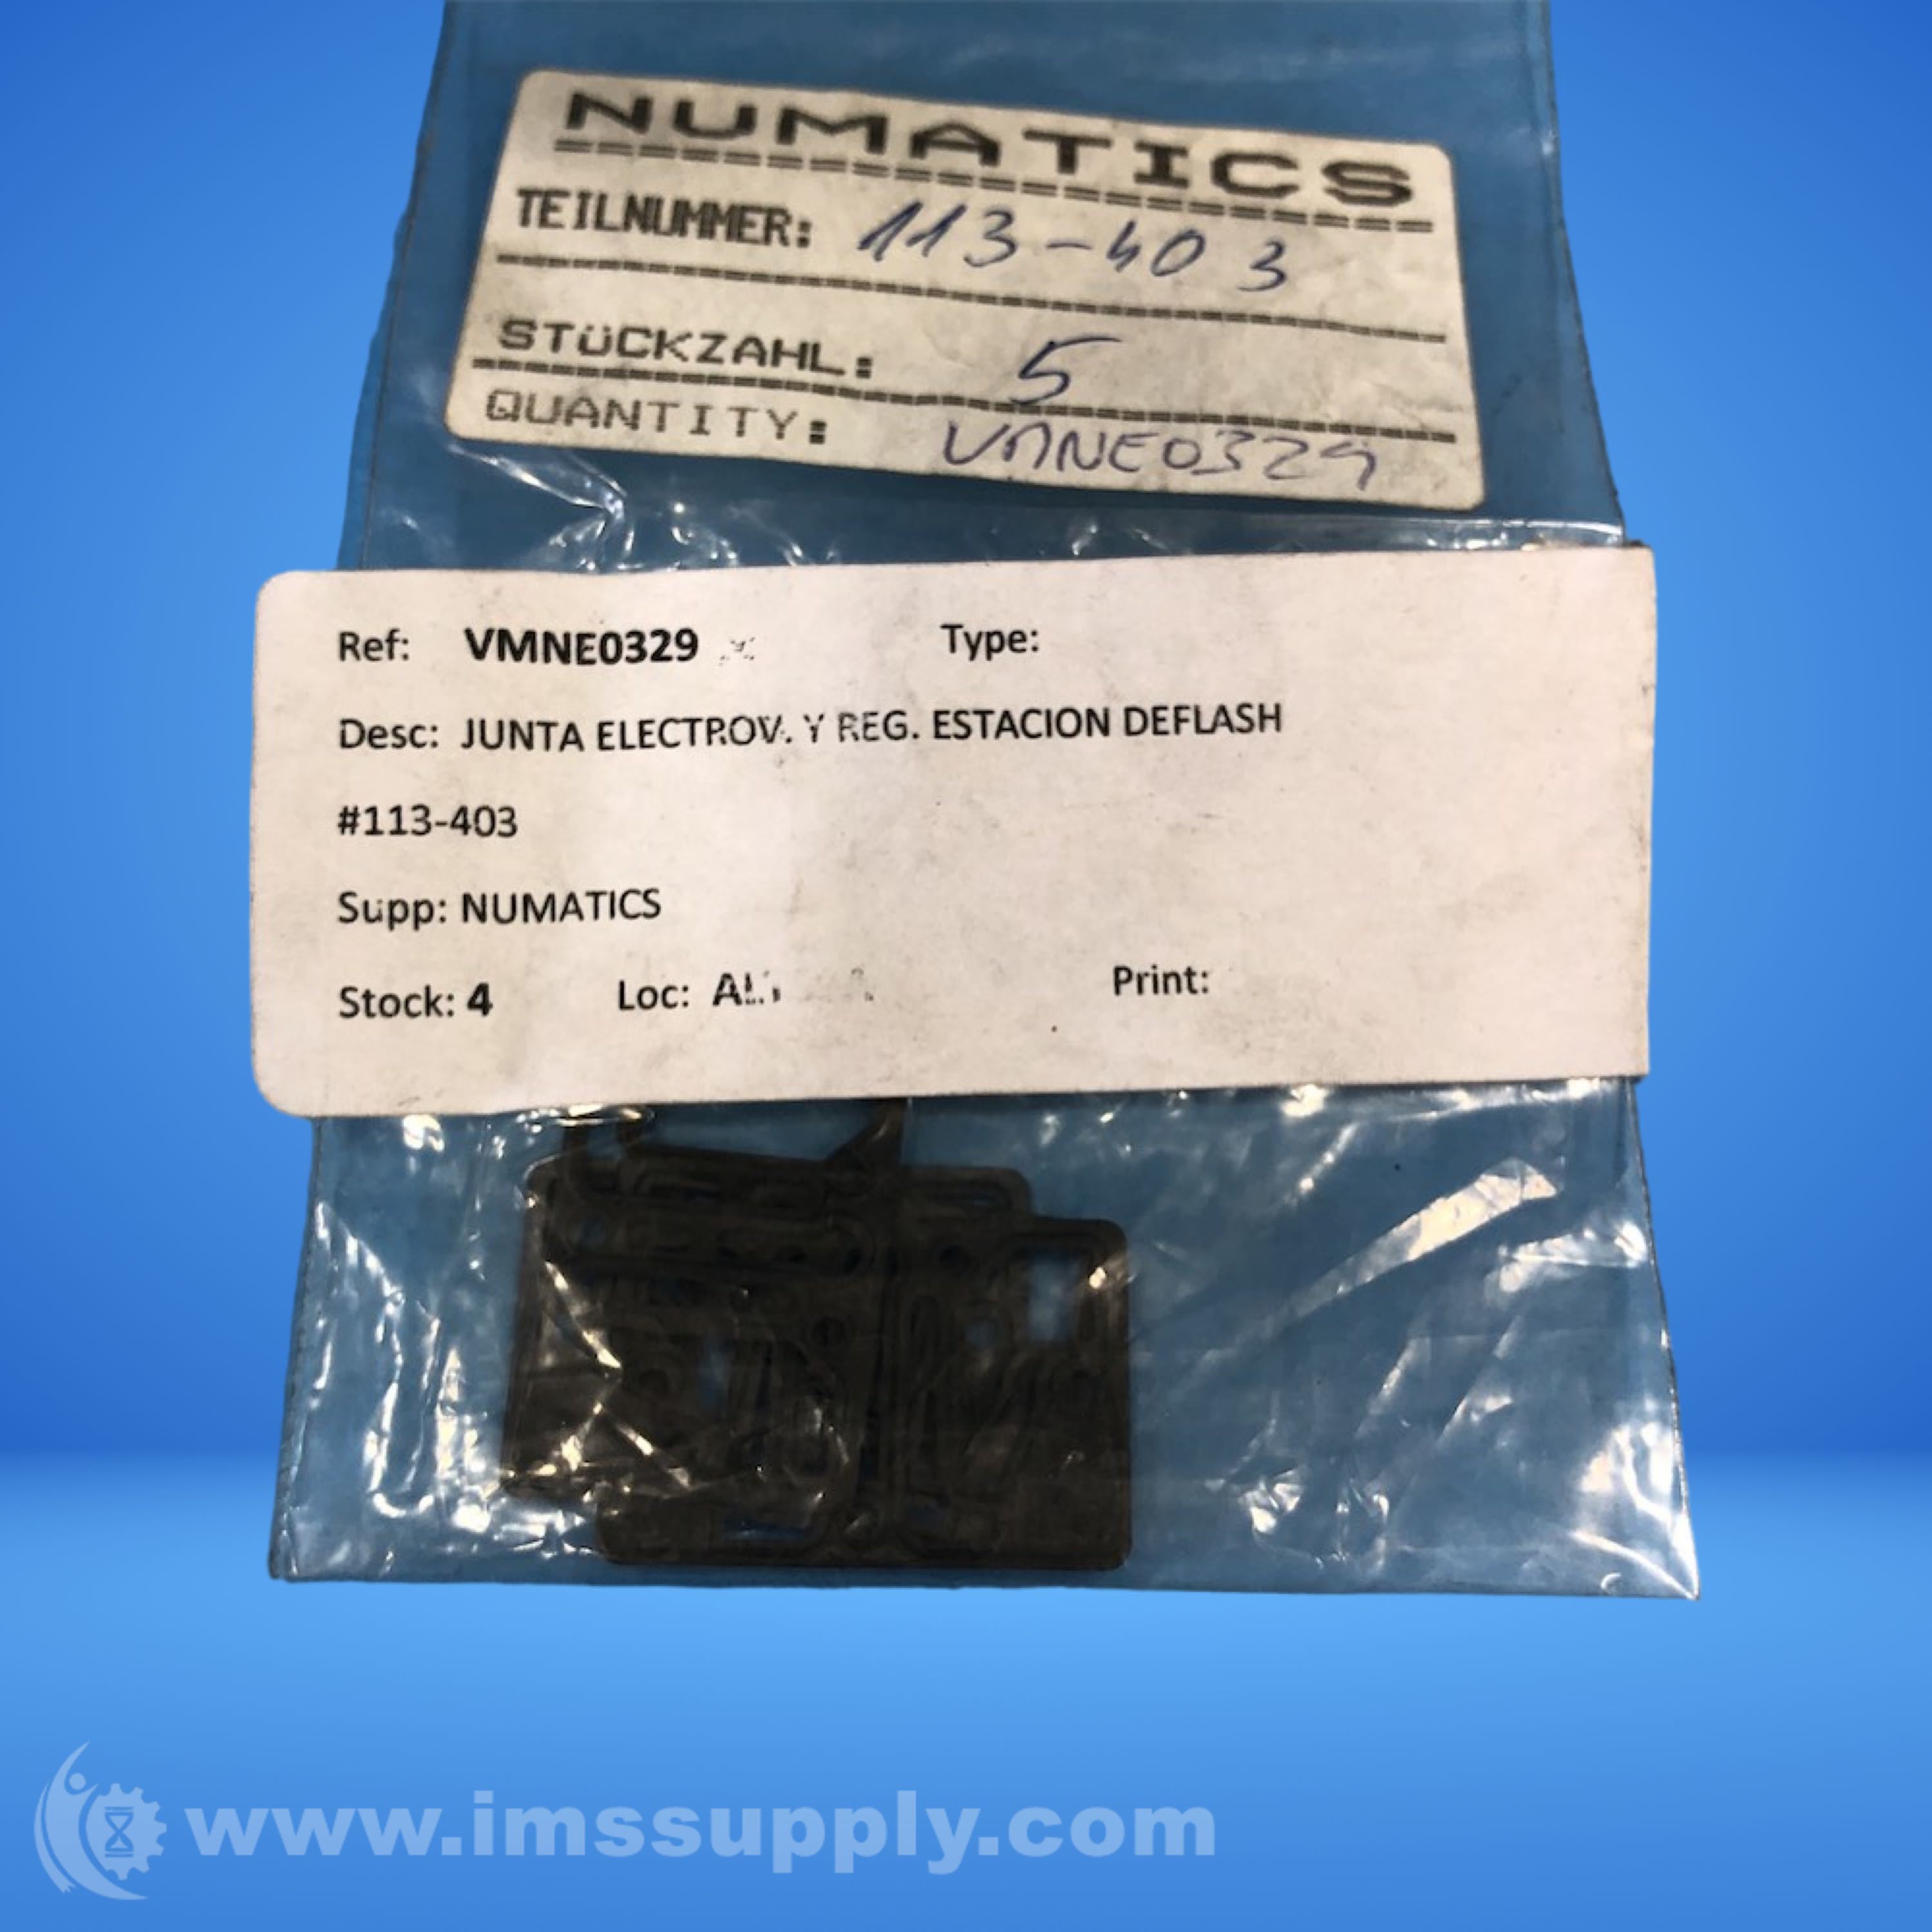 NUMATICS
TEILNUMMER: 113-403
STÜCKZAHL: 5
QUANTITY: VMNE0329
Ref: VMNE0329 Type:
Desc: JUNTA ELECTROV. Y REG. ESTACION DEFLASH
#113-403
Supp: NUMATICS
Stock: 4 Loc: Print:
www.imssupply.com